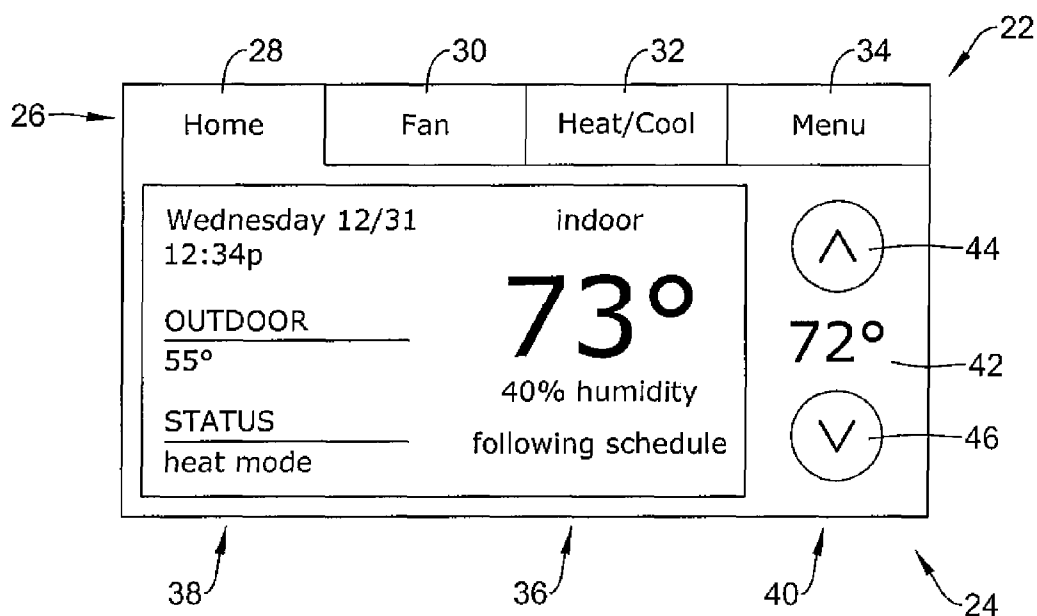 22
28 30 32 34
26
Home Fan Heat/Cool Menu
Wednesday 12/31
12:34p
OUTDOOR
55°
STATUS
heat mode
indoor
73°
40% humidity
following schedule
44
72°
42
46
38 36 40 24